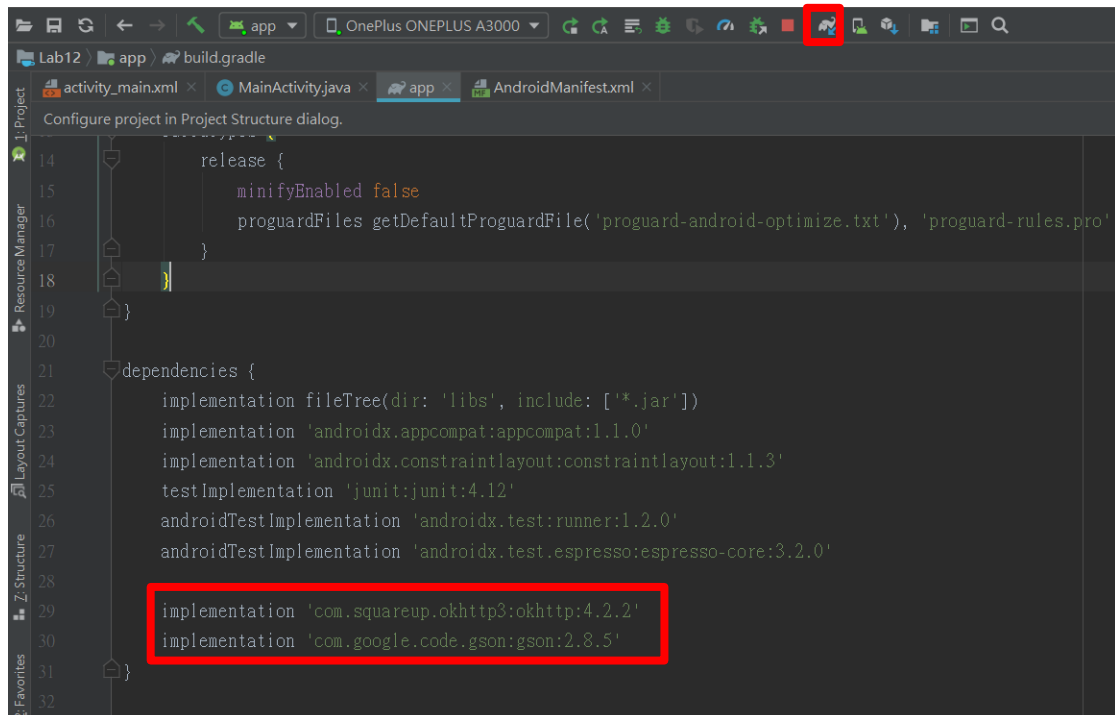 app
OnePlus ONEPLUS A3000
Lab12
app
build.gradle
activity_main.xml
MainActivity.java
app
AndroidManifest.xml
Configure project in Project Structure dialog.
14 release {
15 minifyEnabled false
16 proguardFiles getDefaultProguardFile('proguard-android-optimize.txt'), 'proguard-rules.pro'
17 }
18 }
19 }
20
21 dependencies {
22 implementation fileTree(dir: 'libs', include: ['*.jar'])
23 implementation 'androidx.appcompat:appcompat:1.1.0'
24 implementation 'androidx.constraintlayout:constraintlayout:1.1.3'
25 testImplementation 'junit:junit:4.12'
26 androidTestImplementation 'androidx.test:runner:1.2.0'
27 androidTestImplementation 'androidx.test.espresso:espresso-core:3.2.0'
28
29 implementation 'com.squareup.okhttp3:okhttp:4.2.2'
30 implementation 'com.google.code.gson:gson:2.8.5'
31 }
32
1: Project
Resource Manager
Layout Captures
Z: Structure
2: Favorites